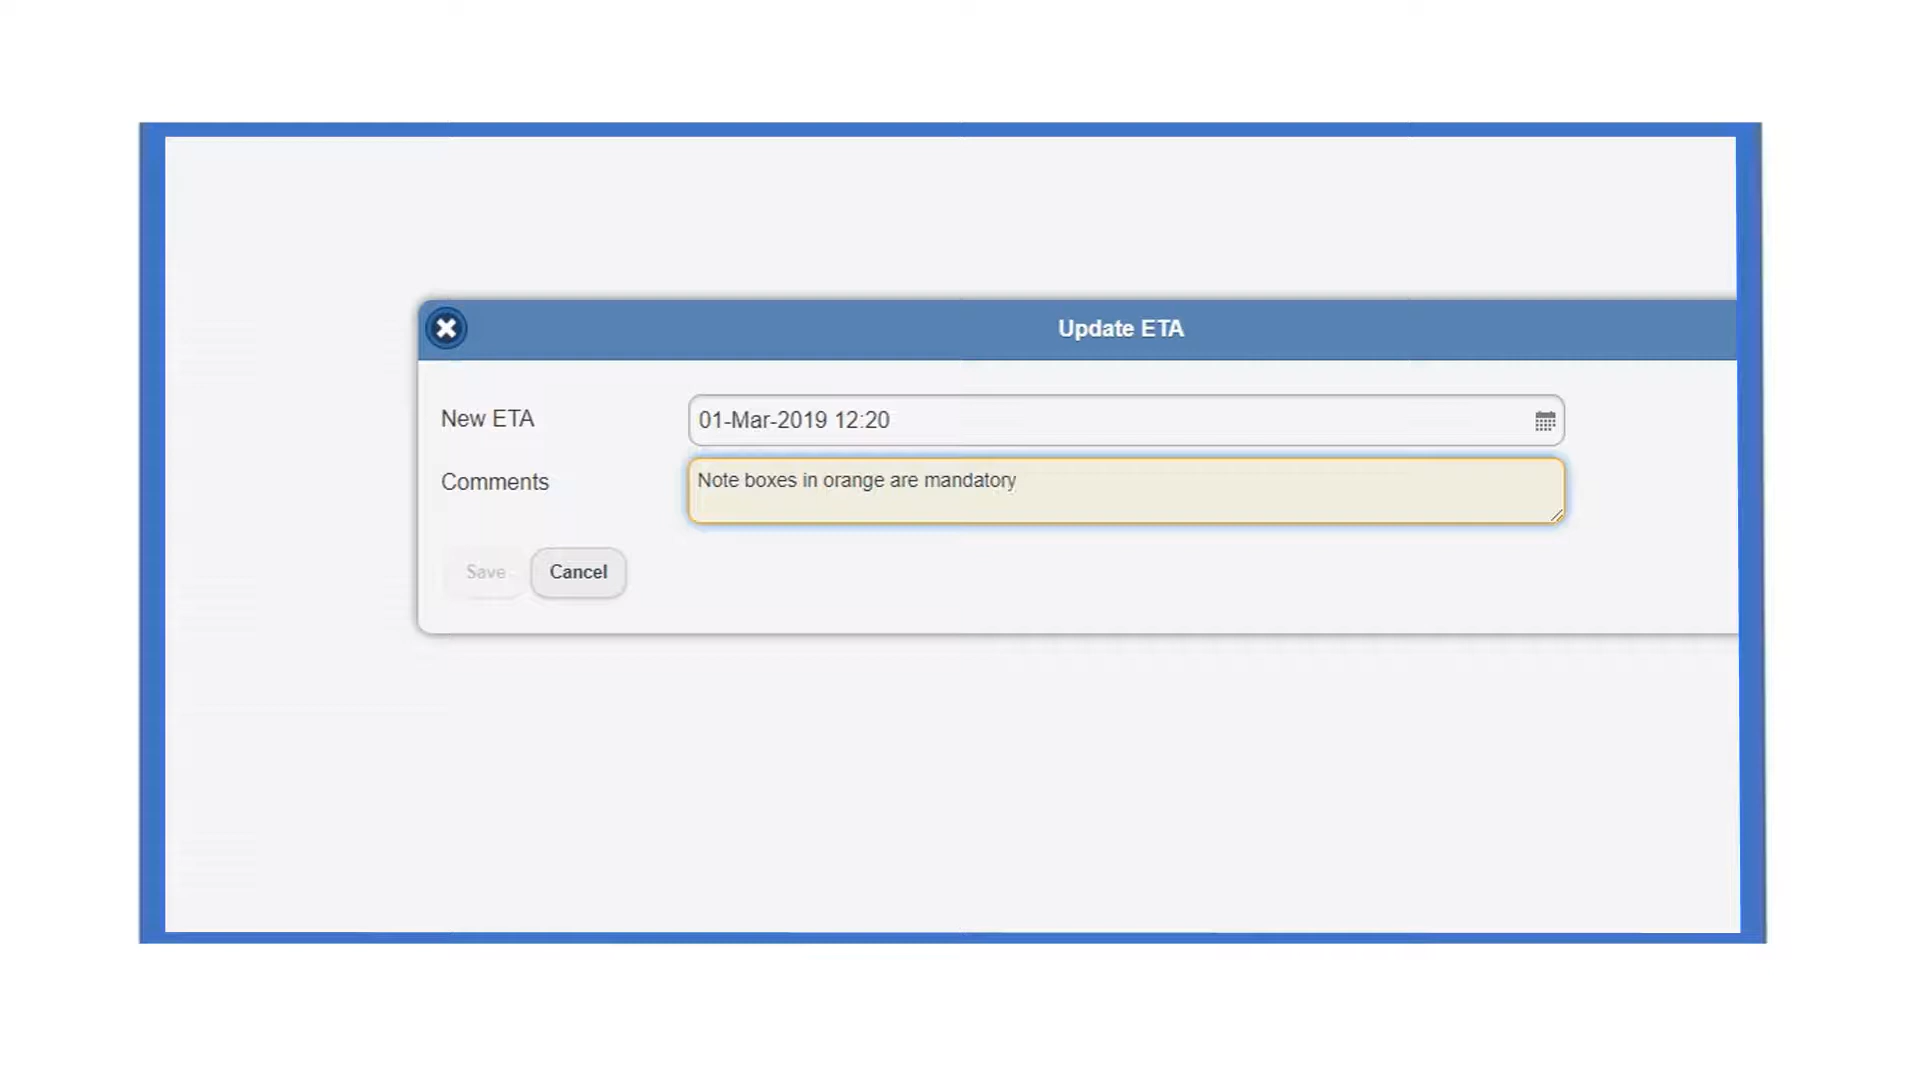 Update ETA
New ETA
01-Mar-2019 12:20
Comments
Note boxes in orange are mandatory
Save
Cancel